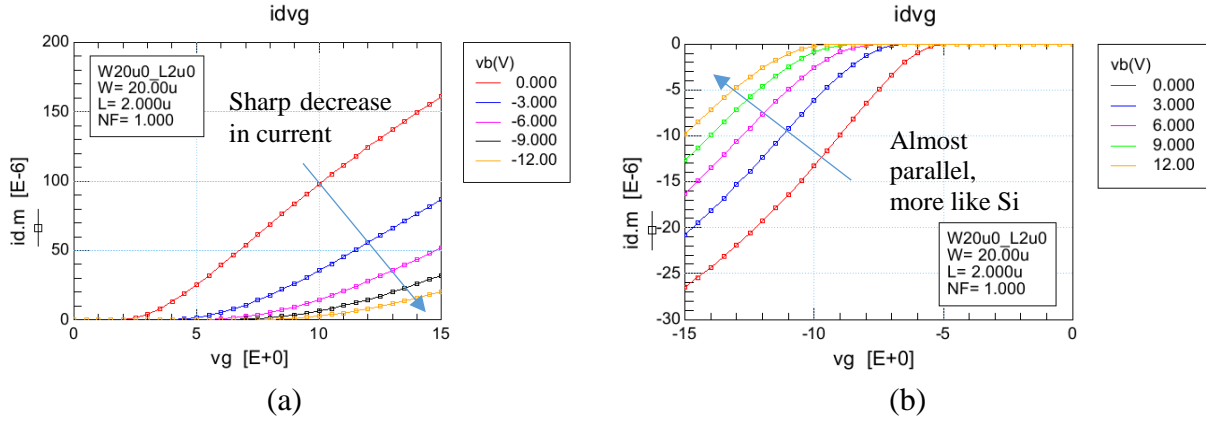 idvg
200
150
100
50
0
id.m [E-6]
0 5 10 15
vg [E+0]
W20u0_L2u0
W= 20.00u
L= 2.000u
NF= 1.000
Sharp decrease
in current
vb(V)
0.000
-3.000
-6.000
-9.000
-12.00
(a)
idvg
0
-5
-10
-15
-20
-25
-30
id.m [E-6]
-15 -10 -5 0
vg [E+0]
Almost
parallel,
more like Si
W20u0_L2u0
W= 20.00u
L= 2.000u
NF= 1.000
vb(V)
0.000
3.000
6.000
9.000
12.00
(b)